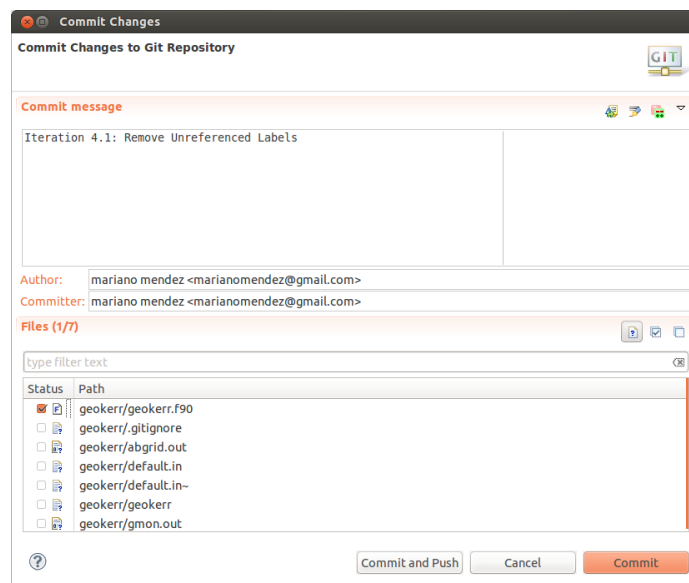 Commit Changes
Commit Changes to Git Repository
GIT
Commit message
Iteration 4.1: Remove Unreferenced Labels
Author: mariano mendez <marianomendez@gmail.com>
Committer: mariano mendez <marianomendez@gmail.com>
Files (1/7)
type filter text
Status Path
F geokerr/geokerr.f90
geokerr/.gitignore
geokerr/abgrid.out
geokerr/default.in
geokerr/default.in~
geokerr/geokerr
geokerr/gmon.out
? Commit and Push Cancel Commit